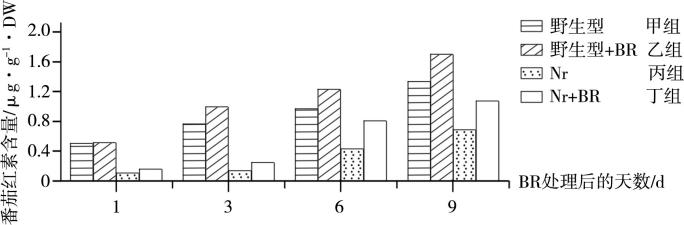 番茄红素含量/μg·g⁻¹·DW
2.0
1.6
1.2
0.8
0.4
0
1 3 6 9
BR处理后的天数/d
野生型 甲组
野生型+BR 乙组
Nr 丙组
Nr+BR 丁组